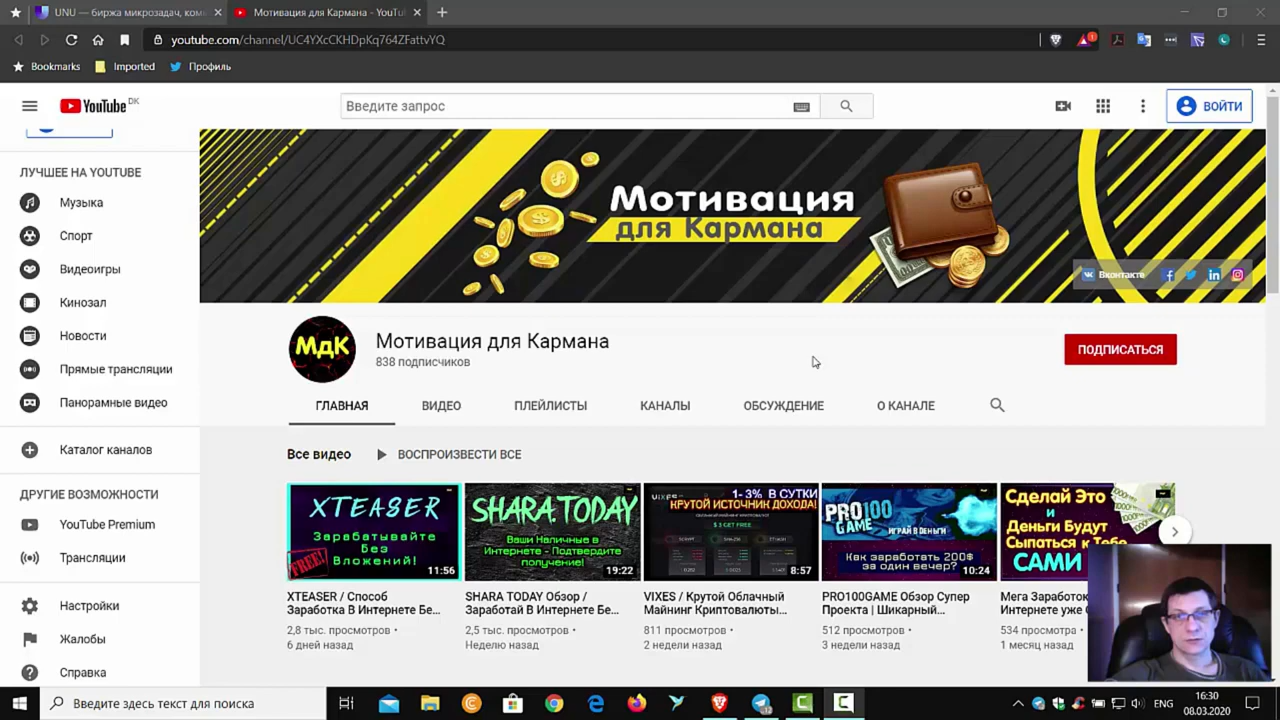 UNU — биржа микрозадач, ком
Мотивация для Кармана - YouTu
youtube.com/channel/UC4YXcCKHDpKq764ZFattvYQ
1
Bookmarks
Imported
Профиль
YouTube DK
Введите запрос
ВОЙТИ
ЛУЧШЕЕ НА YOUTUBE
Музыка
Спорт
Видеоигры
Кинозал
Новости
Прямые трансляции
Панорамные видео
Каталог каналов
ДРУГИЕ ВОЗМОЖНОСТИ
YouTube Premium
Трансляции
Настройки
Жалобы
Справка
Мотивация
для Кармана
Вконтакте
МдК
Мотивация для Кармана
838 подписчиков
ПОДПИСАТЬСЯ
ГЛАВНАЯ
ВИДЕО
ПЛЕЙЛИСТЫ
КАНАЛЫ
ОБСУЖДЕНИЕ
О КАНАЛЕ
Все видео
ВОСПРОИЗВЕСТИ ВСЕ
XTEASER
Зарабатывайте
Без
Вложений!
FREE!
11:56
XTEASER / Способ
Заработка В Интернете Бе...
2,8 тыс. просмотров •
6 дней назад
SHARA.TODAY
Ваши Наличные в
Интернете - Подтвердите
получение!
19:22
SHARA TODAY Обзор /
Заработай В Интернете Бе...
2,5 тыс. просмотров •
Неделю назад
VIXES
1- 3% В СУТКИ
КРУТОЙ ИСТОЧНИК ДОХОДА!
$ 3 GET FREE
8:57
VIXES / Крутой Облачный
Майнинг Криптовалюты...
811 просмотров •
2 недели назад
PRO100
GAME
ИГРАЙ В ДЕНЬГИ
Как заработать 200$
за один вечер?
10:24
PRO100GAME Обзор Супер
Проекта | Шикарный...
512 просмотров •
3 недели назад
Сделай Это
и
Деньги Будут
Сыпаться к Тебе
САМИ
Мега Заработок
Интернете уже С
534 просмотра •
1 месяц назад
Введите здесь текст для поиска
ENG
16:30
08.03.2020